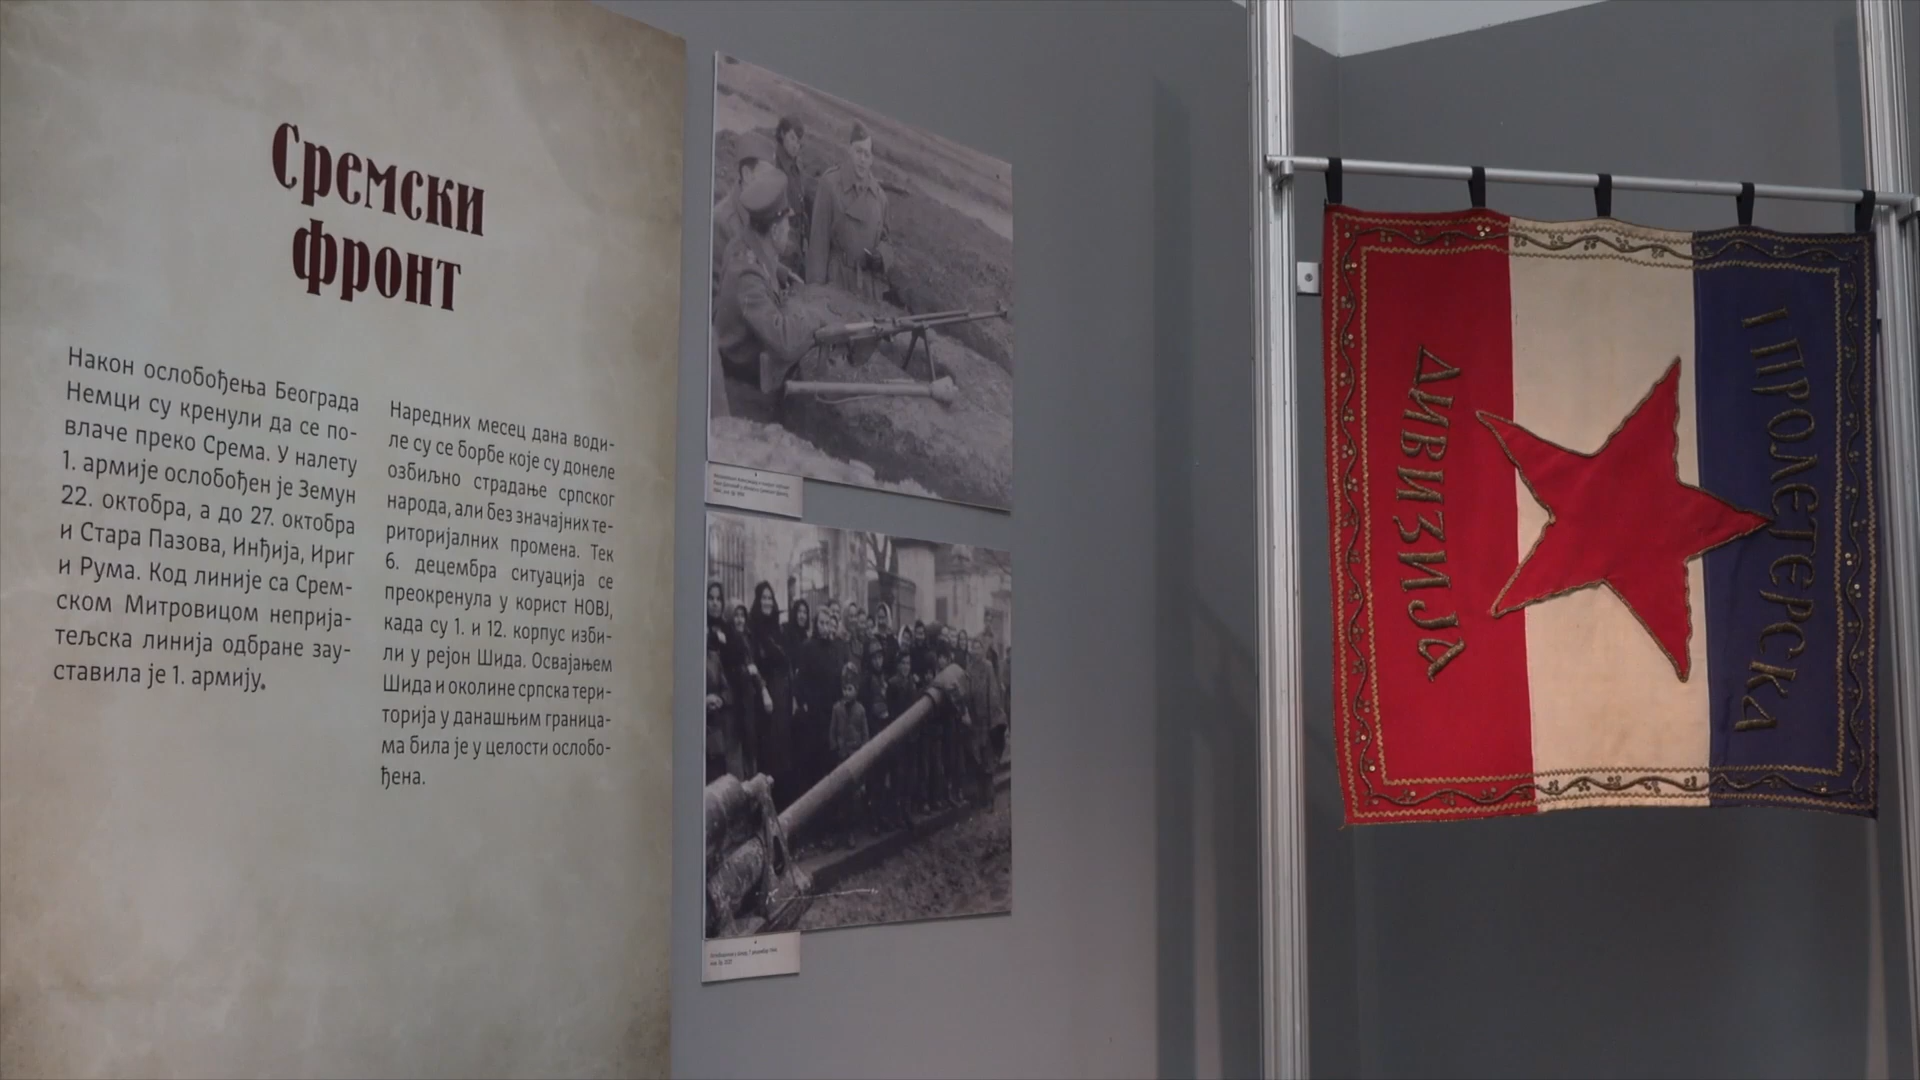 Сремски
фронт
Након ослобођења Београда
Немци су кренули да се по-
влаче преко Срема. У налету
1. армије ослобођен је Земун
22. октобра, а до 27. октобра
и Стара Пазова, Инђија, Ириг
и Рума. Код линије са Срем-
ском Митровицом неприја-
тељска линија одбране зау-
ставила је 1. армију.
Наредних месец дана води-
ле су се борбе које су донеле
озбиљно страдање српског
народа, али без значајних те-
риторијалних промена. Тек
6. децембра ситуација се
преокренула у корист НОВЈ,
када су 1. и 12. корпус изби-
ли у рејон Шида. Освајањем
Шида и околине српска тери-
торија у данашњим граница-
ма била је у целости ослобо-
ђена.
I ПРОЛЕТЕРСКА
ДИВИЗИЈА